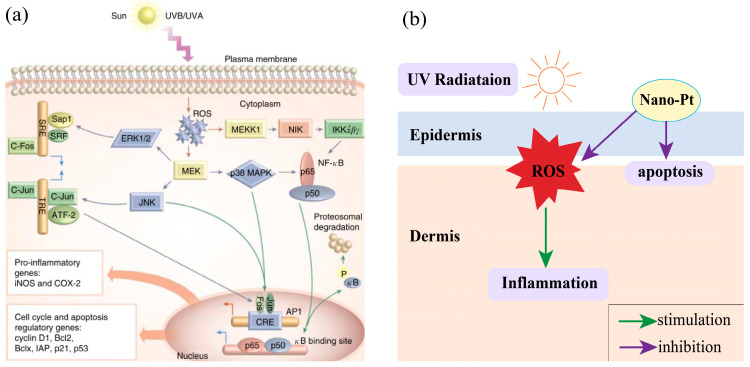 (a)
Sun
UVB/UVA
Plasma membrane
ROS
Cytoplasm
SRE
Sap1
SRF
C-Fos
ERK1/2
MEKK1
NIK
IKKαβγ
NF-κB
MEK
p38 MAPK
p65
p50
C-Jun
C-Jun
TRE
ATF-2
JNK
Proteosomal
degradation
P
κB
Pro-inflammatory
genes:
iNOS and COX-2
Cell cycle and apoptosis
regulatory genes:
cyclin D1, Bcl2,
Bclx, IAP, p21, p53
Fos
Jun
AP1
CRE
κB binding site
p65
p50
Nucleus
(b)
UV Radiataion
Nano-Pt
Epidermis
ROS
apoptosis
Dermis
Inflammation
stimulation
inhibition